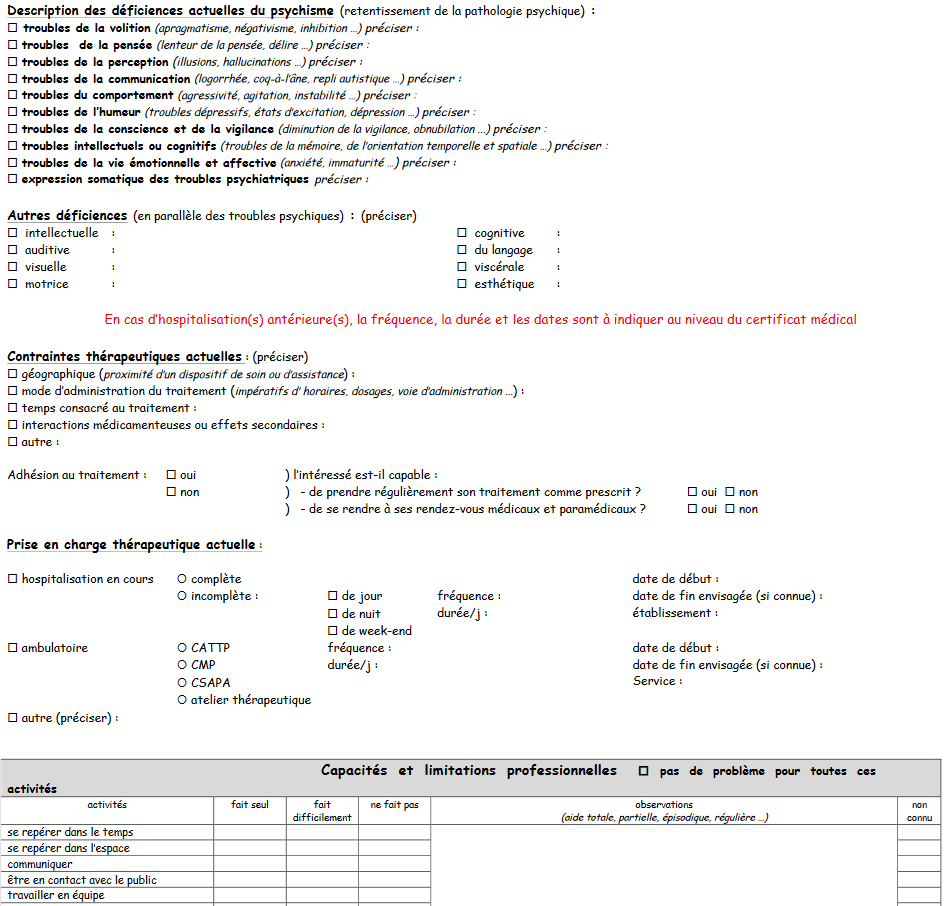 Description des déficiences actuelles du psychisme (retentissement de la pathologie psychique) :
☐ troubles de la volition (apragmatisme, négativisme, inhibition …) préciser :
☐ troubles de la pensée (lenteur de la pensée, délire …) préciser :
☐ troubles de la perception (illusions, hallucinations …) préciser :
☐ troubles de la communication (logorrhée, coq-à-l'âne, repli autistique …) préciser :
☐ troubles du comportement (agressivité, agitation, instabilité …) préciser :
☐ troubles de l'humeur (troubles dépressifs, états d'excitation, dépression …) préciser :
☐ troubles de la conscience et de la vigilance (diminution de la vigilance, obnubilation …) préciser :
☐ troubles intellectuels ou cognitifs (troubles de la mémoire, de l'orientation temporelle et spatiale …) préciser :
☐ troubles de la vie émotionnelle et affective (anxiété, immaturité …) préciser :
☐ expression somatique des troubles psychiatriques préciser :
Autres déficiences (en parallèle des troubles psychiques) : (préciser)
☐ intellectuelle : ☐ cognitive :
☐ auditive : ☐ du langage :
☐ visuelle : ☐ viscérale :
☐ motrice : ☐ esthétique :
En cas d'hospitalisation(s) antérieure(s), la fréquence, la durée et les dates sont à indiquer au niveau du certificat médical
Contraintes thérapeutiques actuelles : (préciser)
☐ géographique (proximité d'un dispositif de soin ou d'assistance) :
☐ mode d'administration du traitement (impératifs d' horaires, dosages, voie d'administration …) :
☐ temps consacré au traitement :
☐ interactions médicamenteuses ou effets secondaires :
☐ autre :
Adhésion au traitement : ☐ oui ) l'intéressé est-il capable :
☐ non ) - de prendre régulièrement son traitement comme prescrit ? ☐ oui ☐ non
) - de se rendre à ses rendez-vous médicaux et paramédicaux ? ☐ oui ☐ non
Prise en charge thérapeutique actuelle :
☐ hospitalisation en cours ○ complète date de début :
○ incomplète : ☐ de jour fréquence : date de fin envisagée (si connue) :
☐ de nuit durée/j : établissement :
☐ de week-end
☐ ambulatoire ○ CATTP fréquence : date de début :
○ CMP durée/j : date de fin envisagée (si connue) :
○ CSAPA Service :
○ atelier thérapeutique
☐ autre (préciser) :
Capacités et limitations professionnelles ☐ pas de problème pour toutes ces
activités
activités fait seul fait ne fait pas observations non
difficilement (aide totale, partielle, épisodique, régulière …) connu
se repérer dans le temps
se repérer dans l'espace
communiquer
être en contact avec le public
travailler en équipe